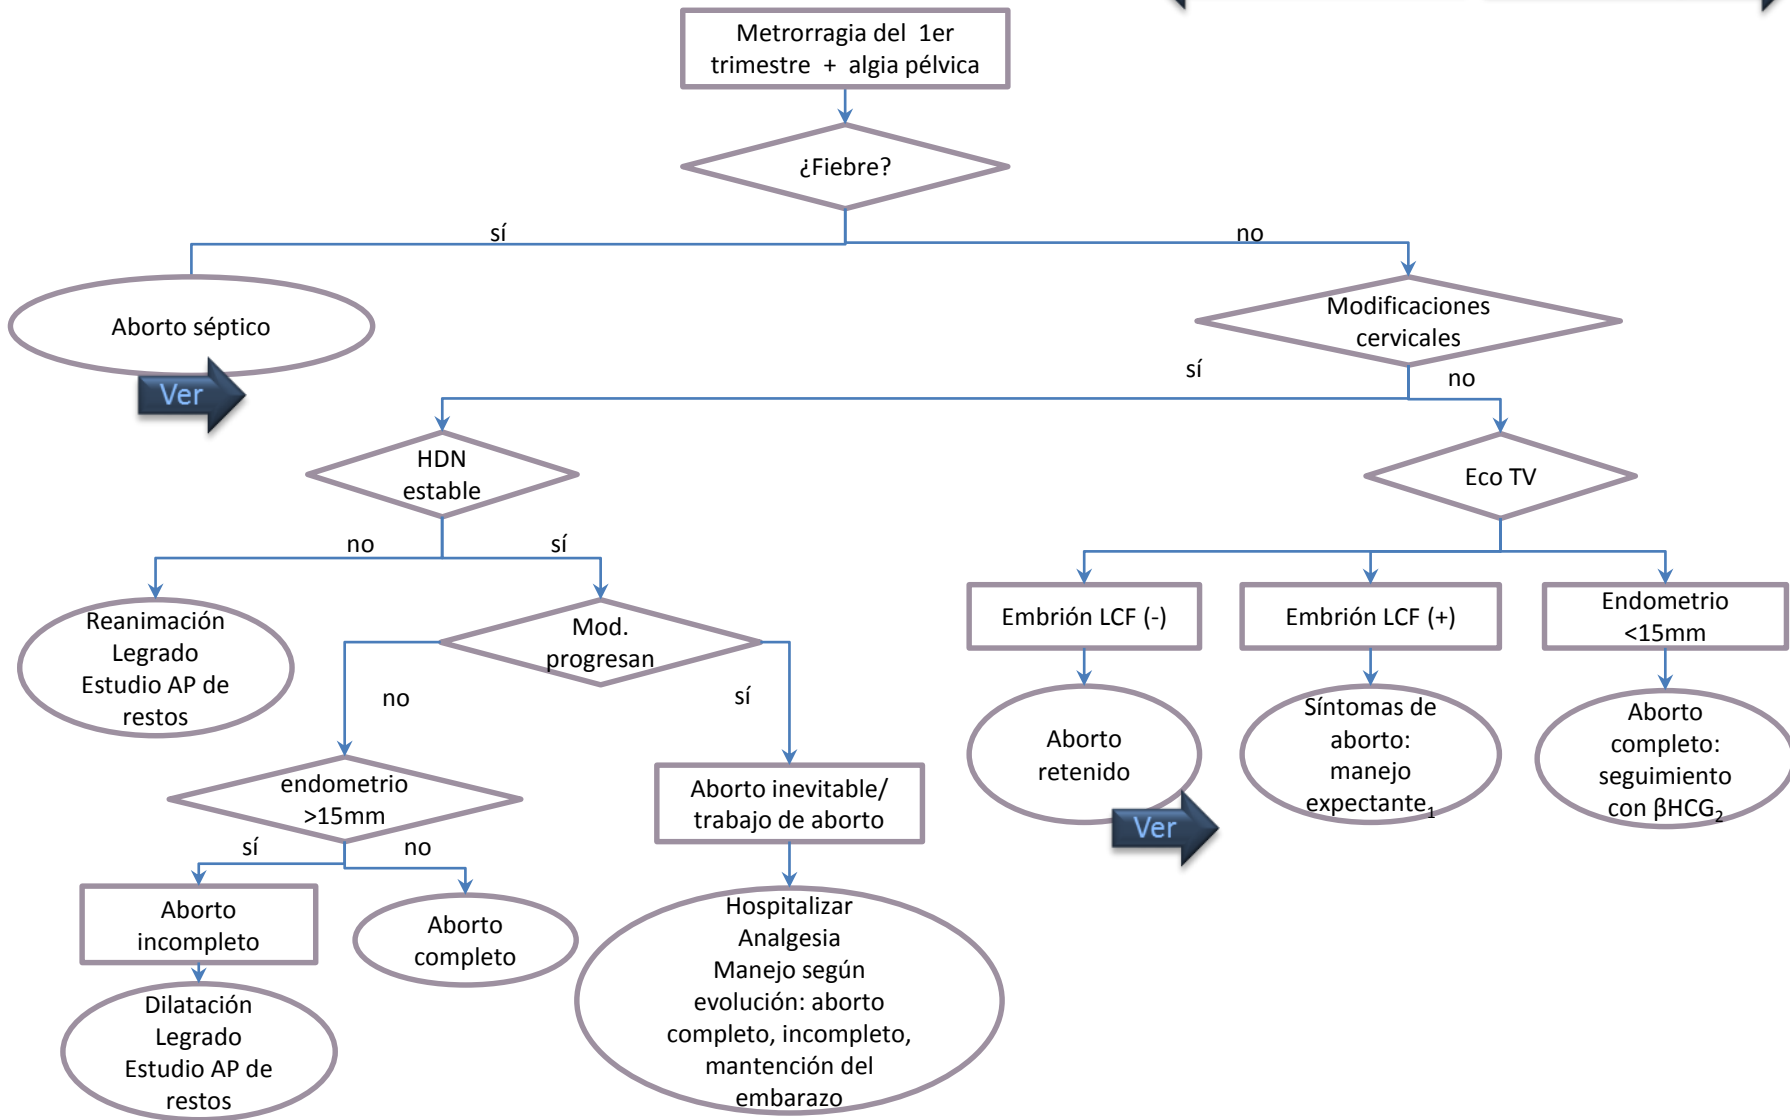 Metrorragia del 1er
trimestre + algia pélvica
¿Fiebre?
sí
no
Aborto séptico
Ver
Modificaciones
cervicales
sí
no
HDN
estable
Eco TV
no
sí
Reanimación
Legrado
Estudio AP de
restos
Mod.
progresan
Embrión LCF (-)
Embrión LCF (+)
Endometrio
<15mm
no
sí
Aborto
retenido
Ver
Síntomas de
aborto:
manejo
expectante₁
Aborto
completo:
seguimiento
con βHCG₂
endometrio
>15mm
Aborto inevitable/
trabajo de aborto
sí
no
Aborto
incompleto
Aborto
completo
Hospitalizar
Analgesia
Manejo según
evolución: aborto
completo, incompleto,
mantención del
embarazo
Dilatación
Legrado
Estudio AP de
restos